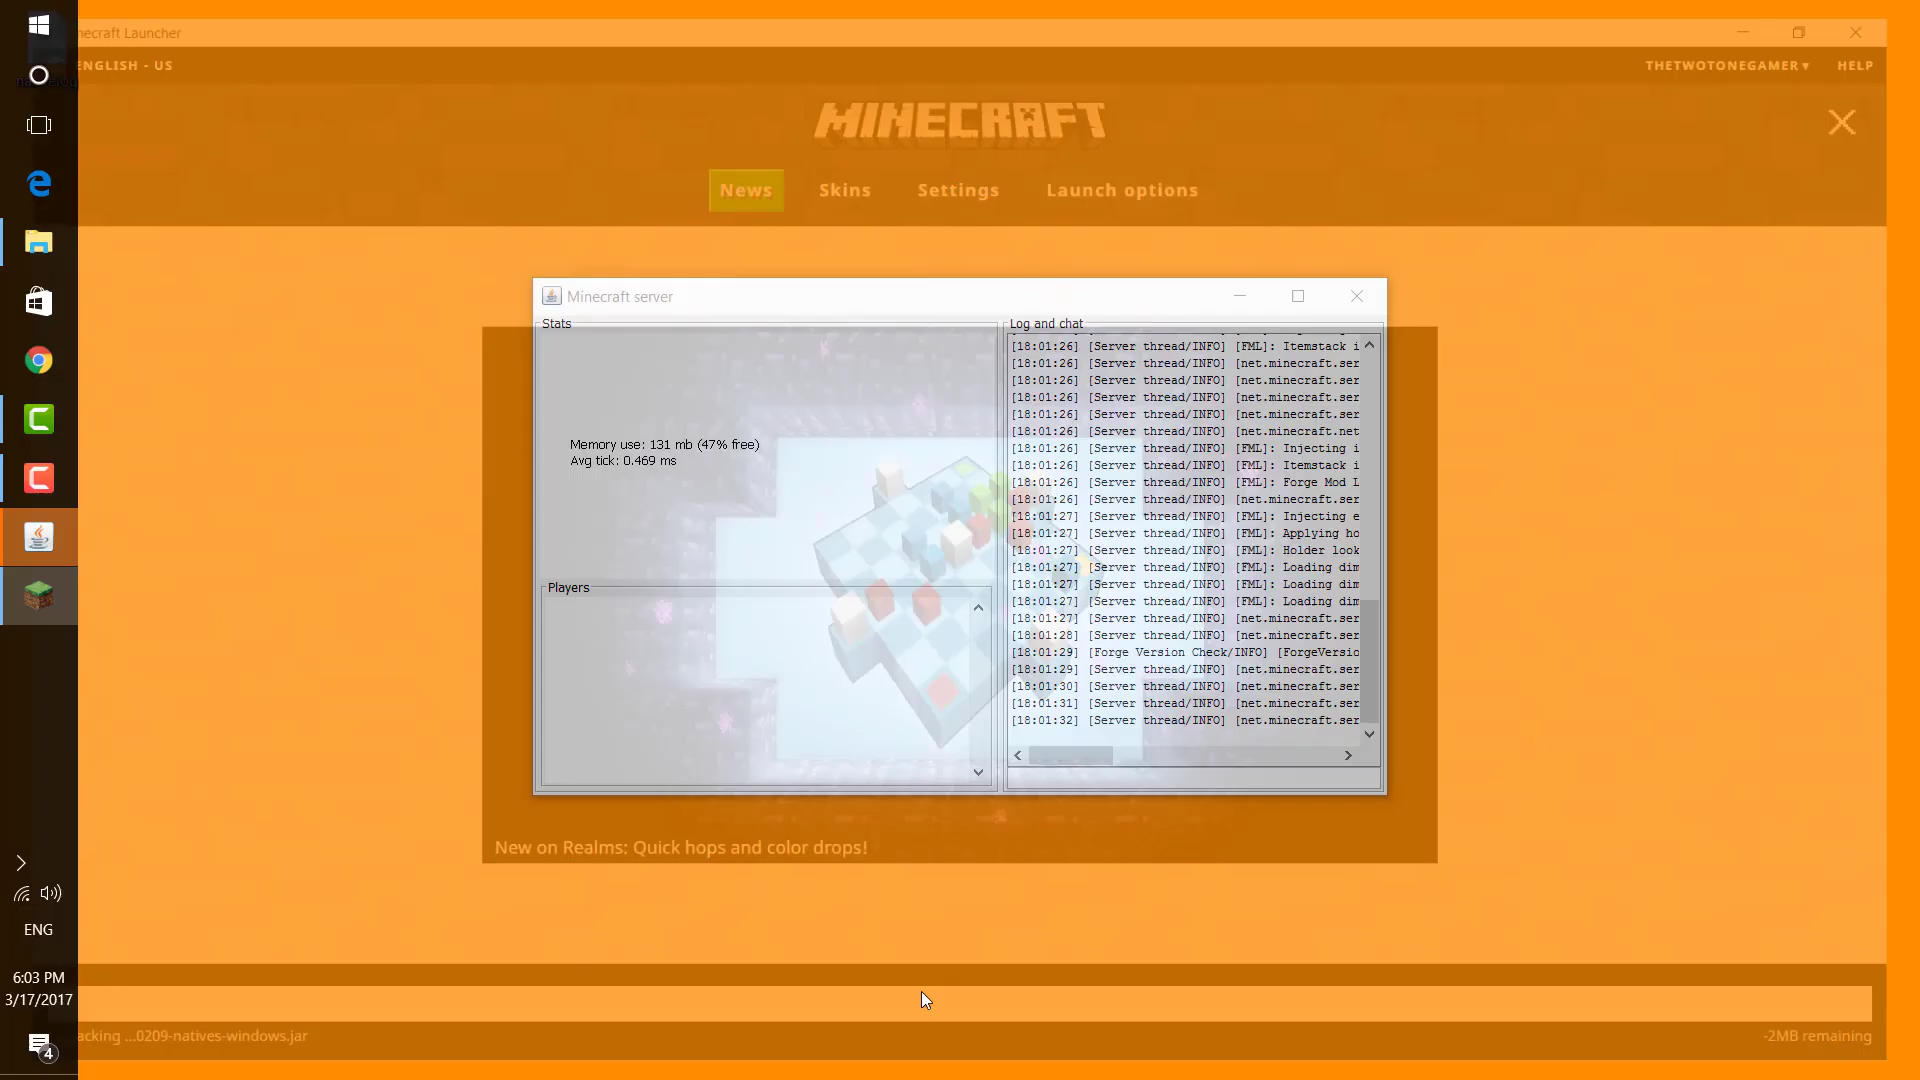 necraft Launcher
ENGLISH - US
THETWOTONEGAMER▾
HELP
MINECRAFT
News
Skins
Settings
Launch options
Minecraft server
Stats
Memory use: 131 mb (47% free)
Avg tick: 0.469 ms
Players
Log and chat
[18:01:26] [Server thread/INFO] [FML]: Itemstack i
[18:01:26] [Server thread/INFO] [net.minecraft.ser
[18:01:26] [Server thread/INFO] [net.minecraft.ser
[18:01:26] [Server thread/INFO] [net.minecraft.ser
[18:01:26] [Server thread/INFO] [net.minecraft.ser
[18:01:26] [Server thread/INFO] [net.minecraft.net
[18:01:26] [Server thread/INFO] [FML]: Injecting i
[18:01:26] [Server thread/INFO] [FML]: Itemstack i
[18:01:26] [Server thread/INFO] [FML]: Forge Mod L
[18:01:26] [Server thread/INFO] [net.minecraft.ser
[18:01:27] [Server thread/INFO] [FML]: Injecting e
[18:01:27] [Server thread/INFO] [FML]: Applying ho
[18:01:27] [Server thread/INFO] [FML]: Holder look
[18:01:27] [Server thread/INFO] [FML]: Loading dim
[18:01:27] [Server thread/INFO] [FML]: Loading dim
[18:01:27] [Server thread/INFO] [FML]: Loading dim
[18:01:27] [Server thread/INFO] [net.minecraft.ser
[18:01:28] [Server thread/INFO] [net.minecraft.ser
[18:01:29] [Forge Version Check/INFO] [ForgeVersio
[18:01:29] [Server thread/INFO] [net.minecraft.ser
[18:01:30] [Server thread/INFO] [net.minecraft.ser
[18:01:31] [Server thread/INFO] [net.minecraft.ser
[18:01:32] [Server thread/INFO] [net.minecraft.ser
New on Realms: Quick hops and color drops!
ENG
6:03 PM
3/17/2017
4
acking ...0209-natives-windows.jar
-2MB remaining